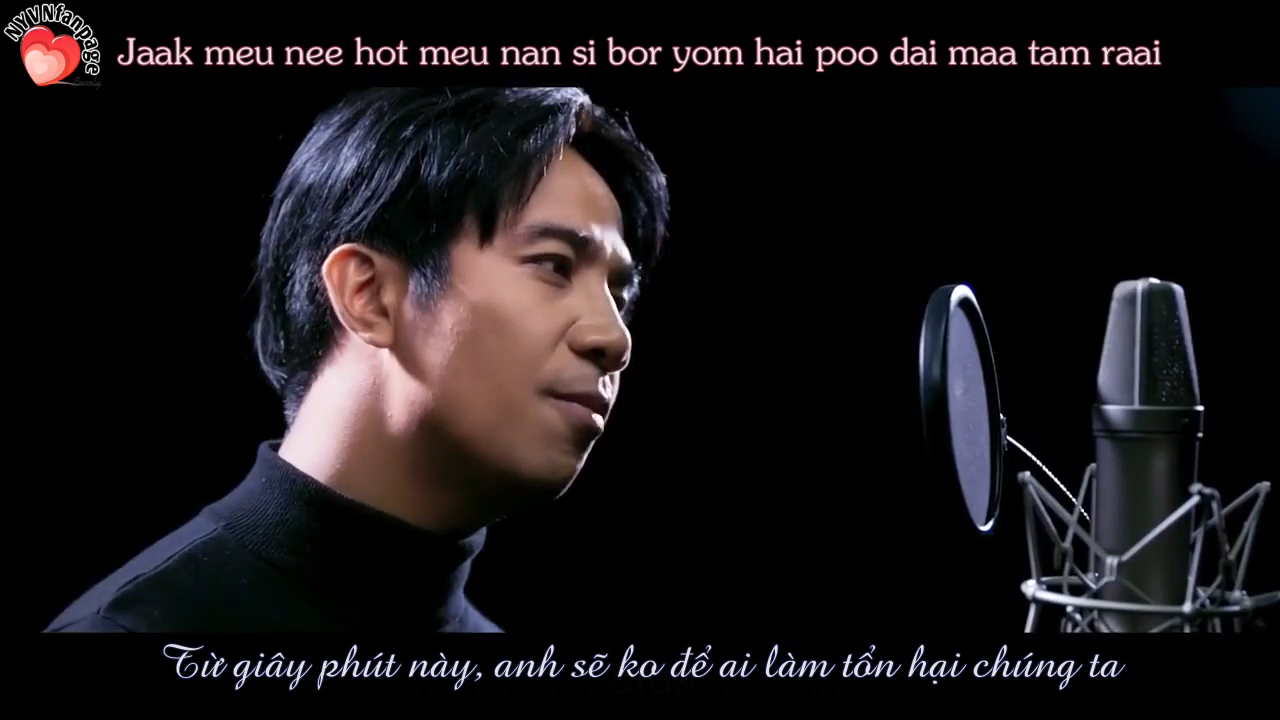 NYVNfanpage
Jaak meu nee hot meu nan si bor yom hai poo dai maa tam raai
Từ giây phút này, anh sẽ ko để ai làm tổn hại chúng ta